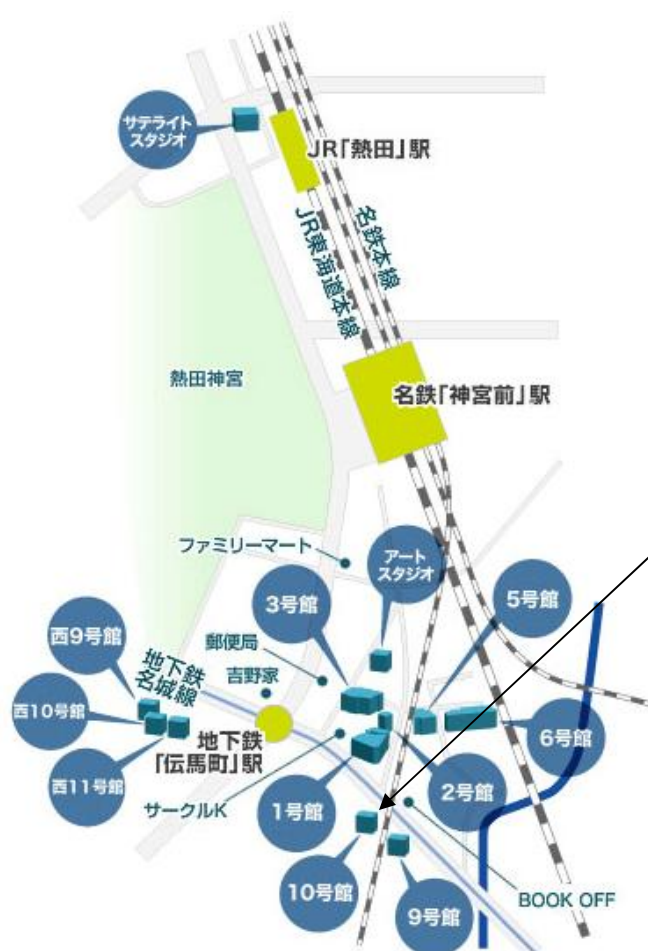 サテライト
スタジオ
JR「熱田」駅
名鉄本線
JR東海道本線
熱田神宮
名鉄「神宮前」駅
ファミリーマート
アート
スタジオ
3号館
5号館
西9号館
郵便局
地下鉄
名城線
吉野家
西10号館
6号館
地下鉄
「伝馬町」駅
西11号館
サークルK
1号館
2号館
10号館
9号館
BOOK OFF